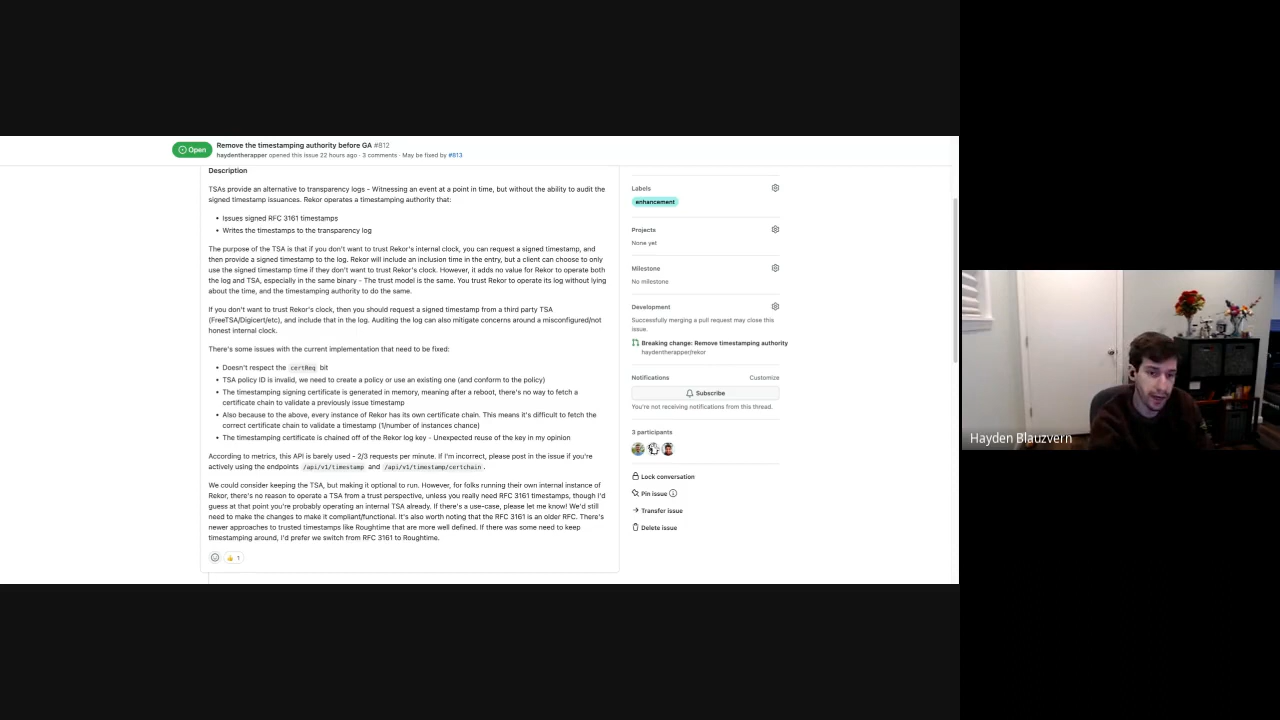 Open
Remove the timestamping authority before GA #812
haydentherapper opened this issue 22 hours ago · 3 comments · May be fixed by #813
Description
TSAs provide an alternative to transparency logs - Witnessing an event at a point in time, but without the ability to audit the
signed timestamp issuances. Rekor operates a timestamping authority that:
• Issues signed RFC 3161 timestamps
• Writes the timestamps to the transparency log
The purpose of the TSA is that if you don't want to trust Rekor's internal clock, you can request a signed timestamp, and
then provide a signed timestamp to the log. Rekor will include an inclusion time in the entry, but a client can choose to only
use the signed timestamp time if they don't want to trust Rekor's clock. However, it adds no value for Rekor to operate both
the log and TSA, especially in the same binary - The trust model is the same. You trust Rekor to operate its log without lying
about the time, and the timestamping authority to do the same.
If you don't want to trust Rekor's clock, then you should request a signed timestamp from a third party TSA
(FreeTSA/Digicert/etc), and include that in the log. Auditing the log can also mitigate concerns around a misconfigured/not
honest internal clock.
There's some issues with the current implementation that need to be fixed:
• Doesn't respect the certReq bit
• TSA policy ID is invalid, we need to create a policy or use an existing one (and conform to the policy)
• The timestamping signing certificate is generated in memory, meaning after a reboot, there's no way to fetch a
certificate chain to validate a previously issue timestamp
• Also because to the above, every instance of Rekor has its own certificate chain. This means it's difficult to fetch the
correct certificate chain to validate a timestamp (1/number of instances chance)
• The timestamping certificate is chained off of the Rekor log key - Unexpected reuse of the key in my opinion
According to metrics, this API is barely used - 2/3 requests per minute. If I'm incorrect, please post in the issue if you're
actively using the endpoints /api/v1/timestamp and /api/v1/timestamp/certchain.
We could consider keeping the TSA, but making it optional to run. However, for folks running their own internal instance of
Rekor, there's no reason to operate a TSA from a trust perspective, unless you really need RFC 3161 timestamps, though I'd
guess at that point you're probably operating an internal TSA already. If there's a use-case, please let me know! We'd still
need to make the changes to make it compliant/functional. It's also worth noting that the RFC 3161 is an older RFC. There's
newer approaches to trusted timestamps like Roughtime that are more well defined. If there was some need to keep
timestamping around, I'd prefer we switch from RFC 3161 to Roughtime.
1
Labels
enhancement
Projects
None yet
Milestone
No milestone
Development
Successfully merging a pull request may close this
issue.
Breaking change: Remove timestamping authority
haydentherapper/rekor
Notifications Customize
Subscribe
You're not receiving notifications from this thread.
3 participants
Lock conversation
Pin issue
Transfer issue
Delete issue
Hayden Blauzvern